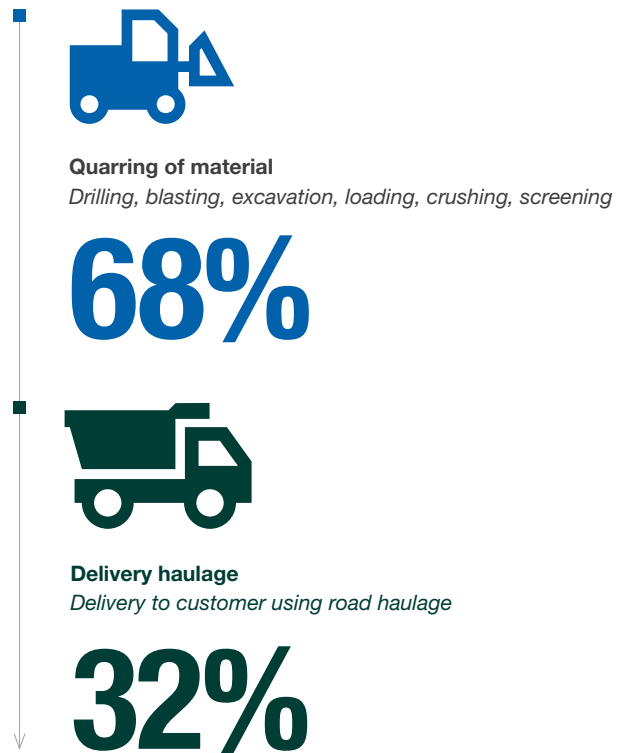 Quarring of material
Drilling, blasting, excavation, loading, crushing, screening
68%
Delivery haulage
Delivery to customer using road haulage
32%